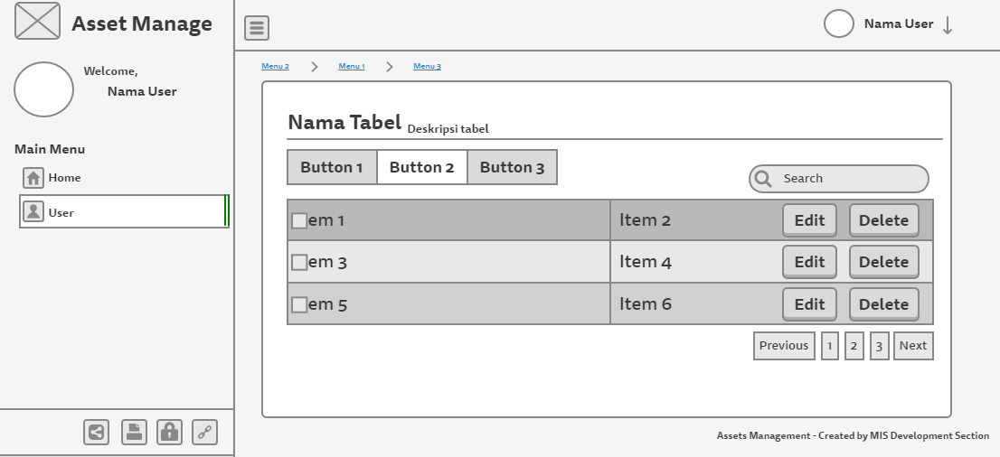 Asset Manage
Nama User
Welcome,
Nama User
Menu 2
Menu 1
Menu 3
Nama Tabel
Deskripsi tabel
Main Menu
Home
User
Button 1
Button 2
Button 3
Search
em 1
Item 2
Edit
Delete
em 3
Item 4
Edit
Delete
em 5
Item 6
Edit
Delete
Previous
1
2
3
Next
Assets Management - Created by MIS Development Section